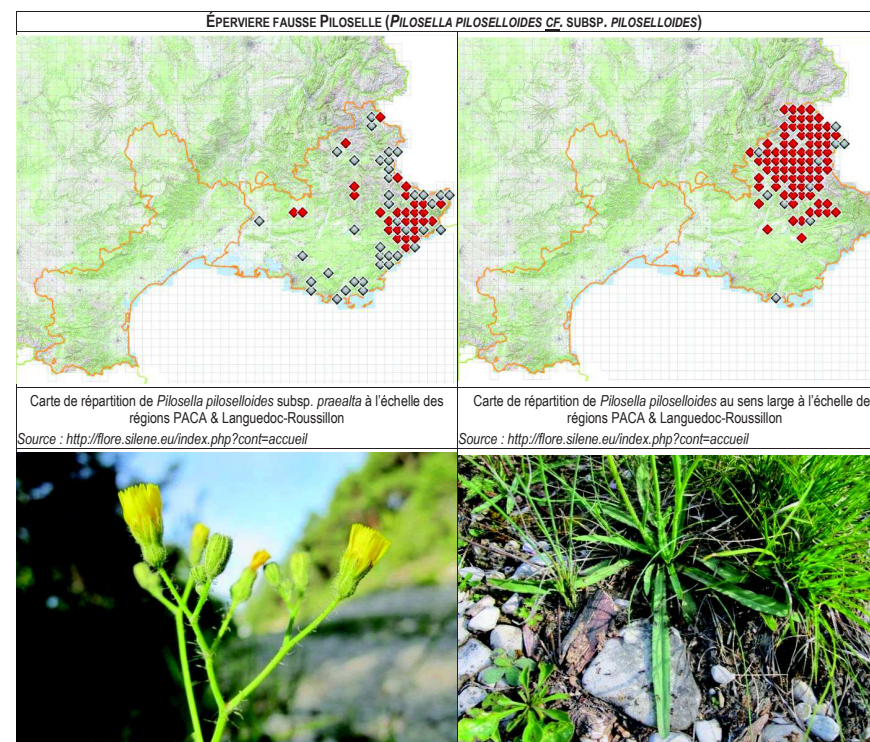 ÉPERVIERE FAUSSE PILOSELLE (PILOSELLA PILOSELLOIDES CF. SUBSP. PILOSELLOIDES)
Carte de répartition de Pilosella piloselloides subsp. praealta à l'échelle des
régions PACA & Languedoc-Roussillon
Source : http://flore.silene.eu/index.php?cont=accueil
Carte de répartition de Pilosella piloselloides au sens large à l'échelle de
régions PACA & Languedoc-Roussillon
Source : http://flore.silene.eu/index.php?cont=accueil